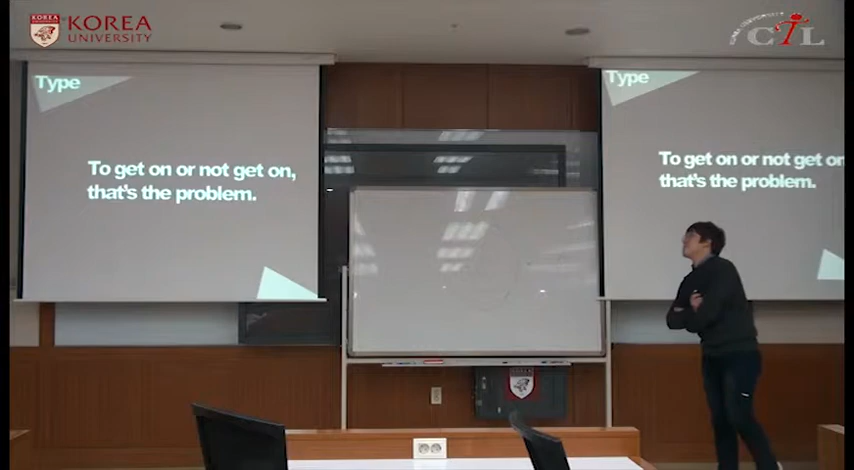 KOREA
UNIVERSITY
CTL
Type
To get on or not get on,
that's the problem.
Type
To get on or not get on
that's the problem.